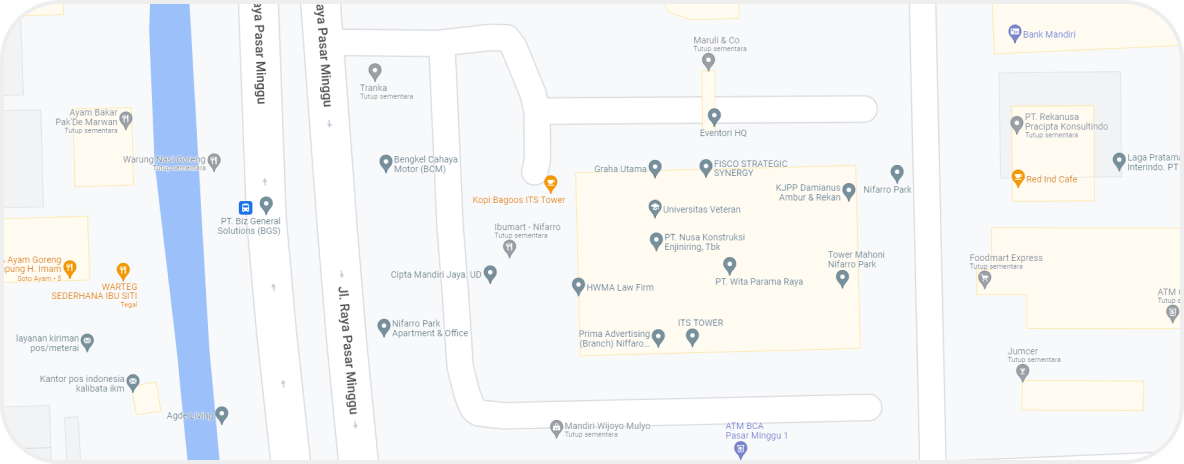 aya Pasar Minggu
aya Pasar Minggu
Maruli & Co
Tutup sementara
Bank Mandiri
Tranka
Tutup sementara
Ayam Bakar
Pak De Marwan
Tutup sementara
Eventori HQ
PT. Rekanusa
Pracipta Konsultindo
Tutup sementara
Warung Nasi Goreng
Tutup sementara
Bengkel Cahaya
Motor (BCM)
Graha Utama
FISCO STRATEGIC
SYNERGY
Laga Pratama
Interindo. PT
Red Ind Cafe
KJPP Damianus
Ambur & Rekan
Nifarro Park
Kopi Bagoos ITS Tower
Universitas Veteran
PT. Biz General
Solutions (BGS)
Ibumart - Nifarro
Tutup sementara
PT. Nusa Konstruksi
Enjiniring, Tbk
Tower Mahoni
Nifarro Park
Foodmart Express
Tutup sementara
Ayam Goreng
pung H. Imam
Soto Ayam • $
WARTEG
SEDERHANA IBU SITI
Tegal
Cipta Mandiri Jaya. UD
PT. Wita Parama Raya
HWMA Law Firm
ATM
Tutup s
Jl. Raya Pasar Minggu
Nifarro Park
Apartment & Office
ITS TOWER
Prima Advertising
(Branch) Niffaro...
layanan kiriman
pos/meterai
Jumcer
Tutup sementara
Kantor pos indonesia
kalibata ikm
Agde Living
Mandiri Wijoyo Mulyo
Tutup sementara
ATM BCA
Pasar Minggu 1